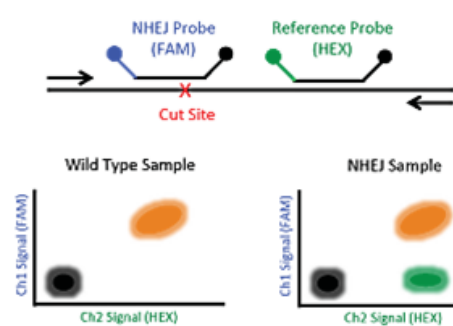 NHEJ Probe
(FAM)
Reference Probe
(HEX)
X
Cut Site
Wild Type Sample
NHEJ Sample
Ch1 Signal (FAM)
Ch2 Signal (HEX)
Ch1 Signal (FAM)
Ch2 Signal (HEX)